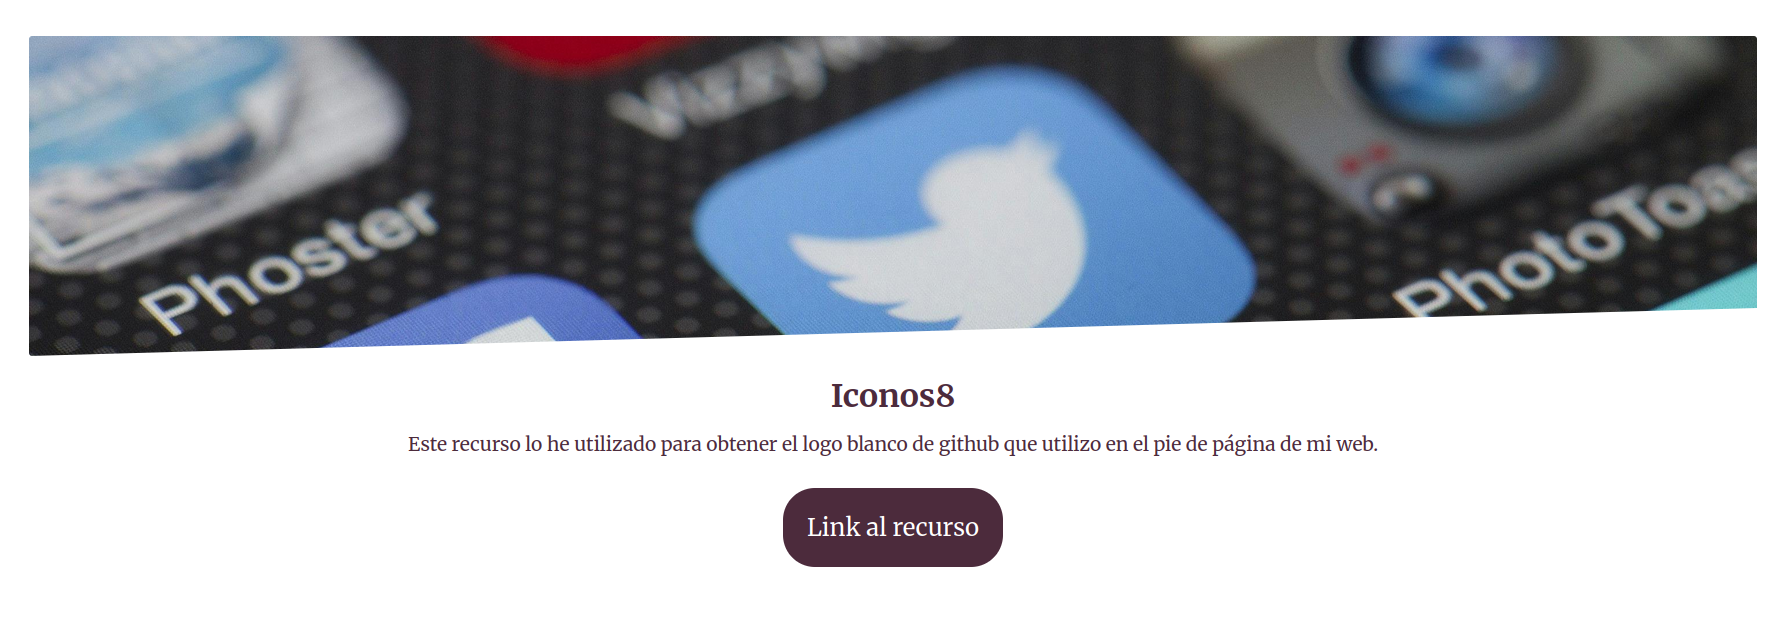 Vizzywig
Phoster
PhotoToas
Iconos8
Este recurso lo he utilizado para obtener el logo blanco de github que utilizo en el pie de página de mi web.
Link al recurso